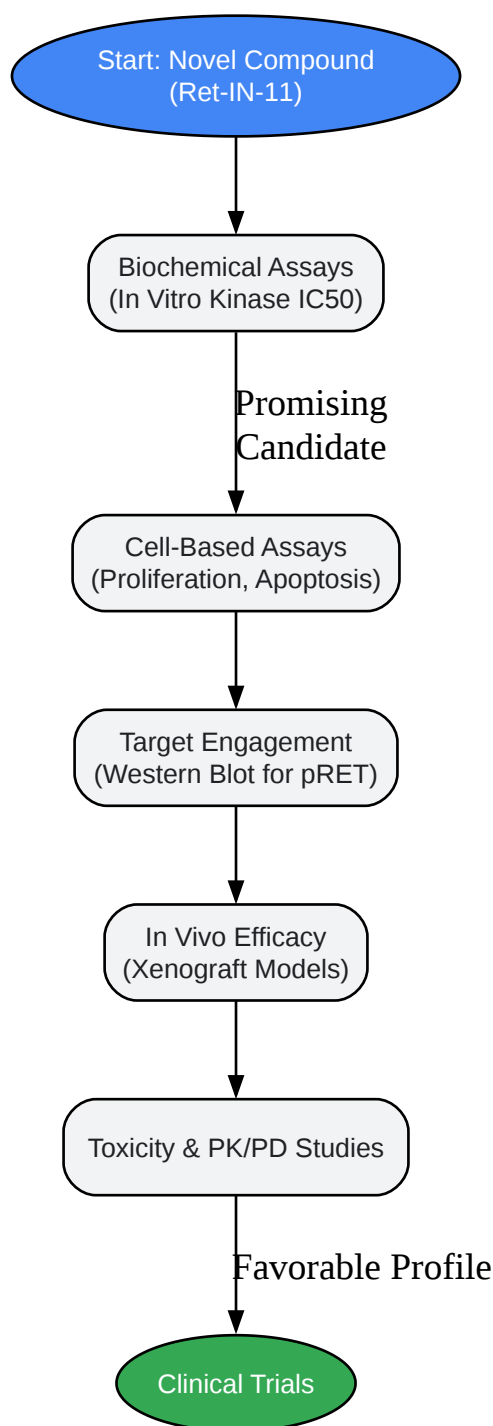 Start: Novel Compound
(Ret-IN-11)
Biochemical Assays
(In Vitro Kinase IC50)
Promising
Candidate
Cell-Based Assays
(Proliferation, Apoptosis)
Target Engagement
(Western Blot for pRET)
In Vivo Efficacy
(Xenograft Models)
Toxicity & PK/PD Studies
Favorable Profile
Clinical Trials